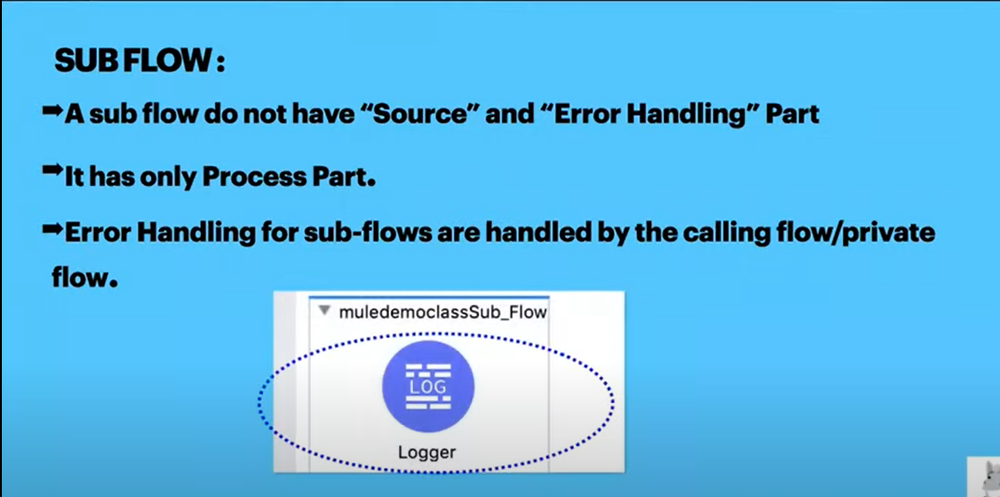 SUB FLOW :
➡A sub flow do not have “Source” and “Error Handling” Part
➡It has only Process Part.
➡Error Handling for sub-flows are handled by the calling flow/private
flow.
▼ muledemoclassSub_Flow
LOG
Logger